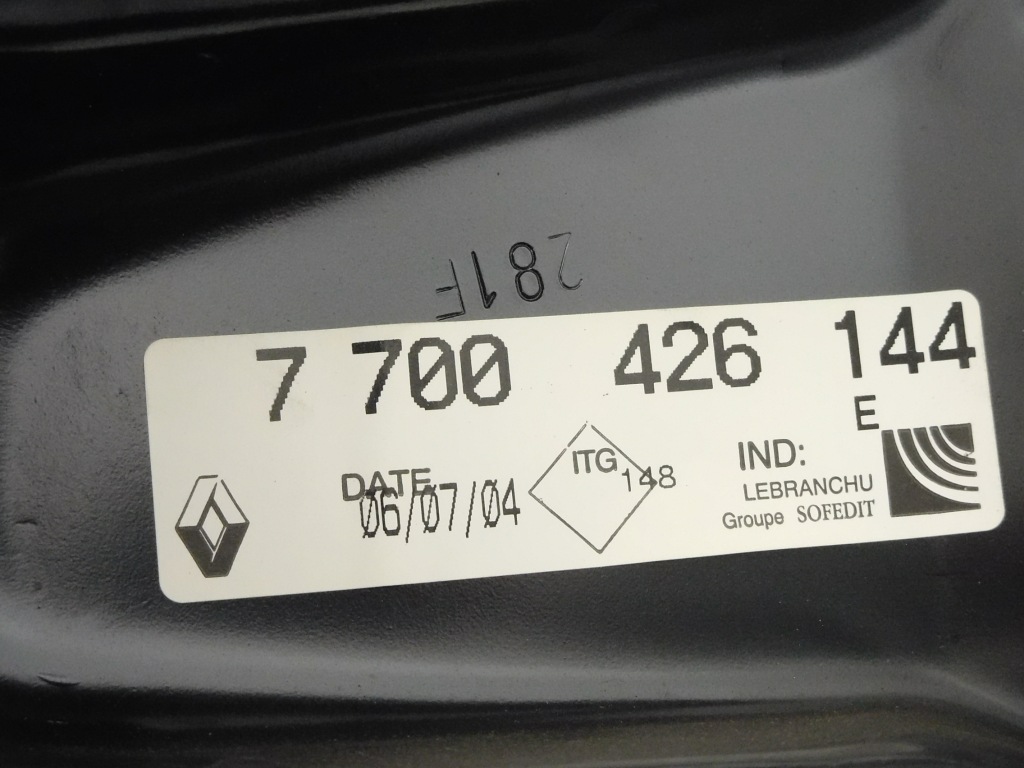 281F
7 700 426 144
E
DATE 06/07/04
ITG 148
IND:
LEBRANCHU
Groupe SOFEDIT